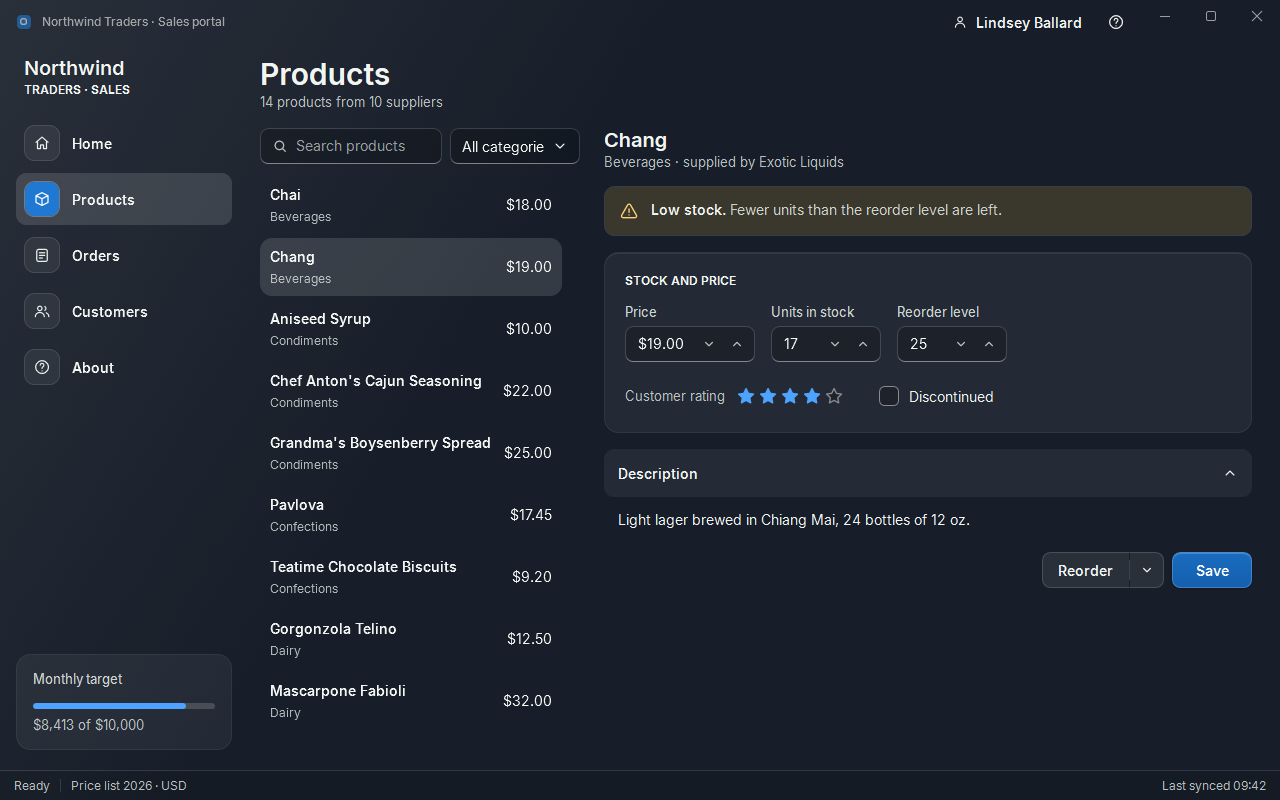 Northwind Traders · Sales portal
Lindsey Ballard
Northwind
TRADERS · SALES
Home
Products
Orders
Customers
About
Monthly target
$8,413 of $10,000
Products
14 products from 10 suppliers
Search products
All categorie
Chai
Beverages
$18.00
Chang
Beverages
$19.00
Aniseed Syrup
Condiments
$10.00
Chef Anton's Cajun Seasoning
Condiments
$22.00
Grandma's Boysenberry Spread
Condiments
$25.00
Pavlova
Confections
$17.45
Teatime Chocolate Biscuits
Confections
$9.20
Gorgonzola Telino
Dairy
$12.50
Mascarpone Fabioli
Dairy
$32.00
Chang
Beverages · supplied by Exotic Liquids
Low stock. Fewer units than the reorder level are left.
STOCK AND PRICE
Price
Units in stock
Reorder level
$19.00
17
25
Customer rating
Discontinued
Description
Light lager brewed in Chiang Mai, 24 bottles of 12 oz.
Reorder
Save
Ready
Price list 2026 · USD
Last synced 09:42